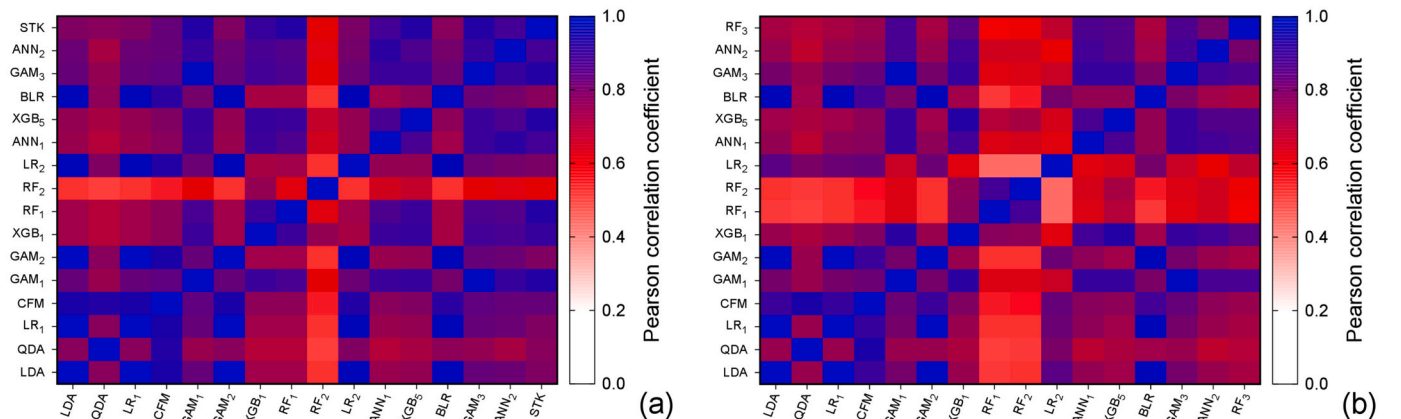 STK
ANN2
GAM3
BLR
XGB5
ANN1
LR2
RF2
RF1
XGB1
GAM2
GAM1
CFM
LR1
QDA
LDA
LDA QDA LR1 CFM GAM1 GAM2 XGB1 RF1 RF2 LR2 ANN1 XGB5 BLR GAM3 ANN2 STK
1.0
0.8
0.6
0.4
0.2
0.0
Pearson correlation coefficient
(a)
RF3
ANN2
GAM3
BLR
XGB5
ANN1
LR2
RF2
RF1
XGB1
GAM2
GAM1
CFM
LR1
QDA
LDA
LDA QDA LR1 CFM GAM1 GAM2 XGB1 RF1 RF2 LR2 ANN1 XGB5 BLR GAM3 ANN2 RF3
1.0
0.8
0.6
0.4
0.2
0.0
Pearson correlation coefficient
(b)